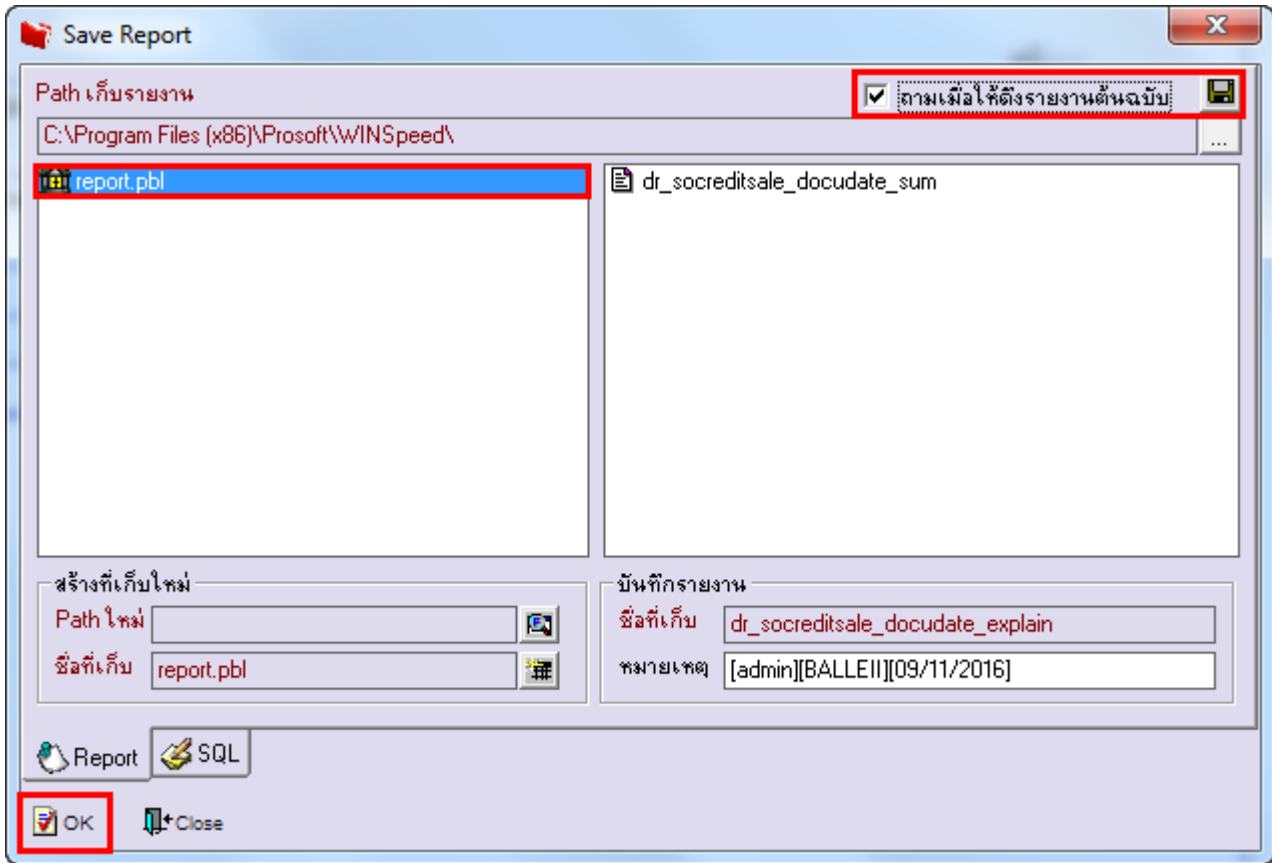 Save Report
Path เก็บรายงาน
ถามเมื่อให้ดึงรายงานต้นฉบับ
C:\Program Files (x86)\Prosoft\WINSpeed\
...
report.pbl
dr_socreditsale_docudate_sum
สร้างที่เก็บใหม่
Path ใหม่
ชื่อที่เก็บ report.pbl
บันทึกรายงาน
ชื่อที่เก็บ dr_socreditsale_docudate_explain
หมายเหตุ [admin][BALLEII][09/11/2016]
Report SQL
OK Close